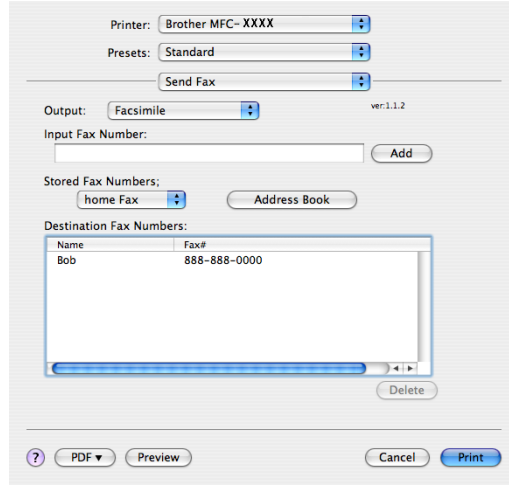 Printer: Brother MFC- XXXX
Presets: Standard
Send Fax
Output: Facsimile ver:1.1.2
Input Fax Number:
Add
Stored Fax Numbers;
home Fax Address Book
Destination Fax Numbers:
Name Fax#
Bob 888-888-0000
Delete
? PDF▼ Preview Cancel Print